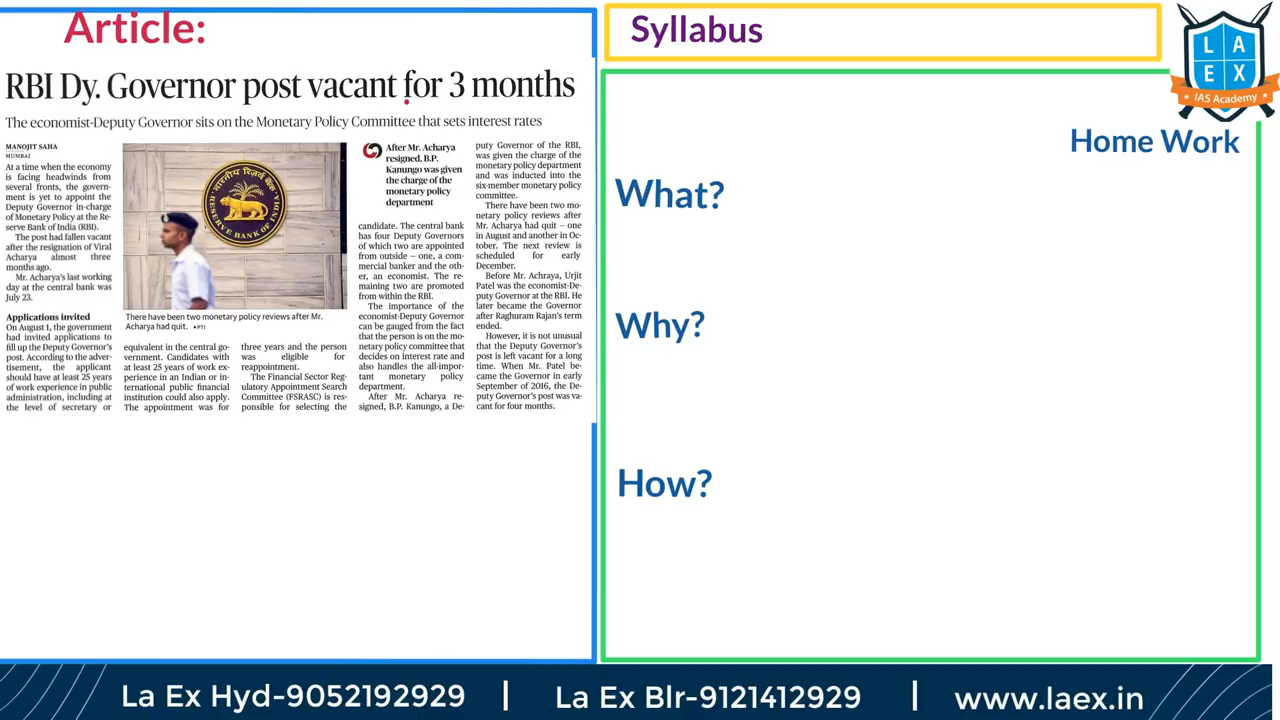 Article:
RBI Dy. Governor post vacant for 3 months
The economist-Deputy Governor sits on the Monetary Policy Committee that sets interest rates
MANOJIT SAHA
MUMBAI
At a time when the economy
is facing headwinds from
several fronts, the govern-
ment is yet to appoint the
Deputy Governor in-charge
of Monetary Policy at the Re-
serve Bank of India (RBI).
The post had fallen vacant
after the resignation of Viral
Acharya almost three
months ago.
Mr. Acharya's last working
day at the central bank was
July 23.
Applications invited
On August 1, the government
had invited applications to
fill up the Deputy Governor's
post. According to the adver-
tisement, the applicant
should have at least 25 years
of work experience in public
administration, including at
the level of secretary or
भारतीय रिज़र्व बैंक
RESERVE BANK OF INDIA
There have been two monetary policy reviews after Mr.
Acharya had quit. •PTI
equivalent in the central go-
vernment. Candidates with
at least 25 years of work ex-
perience in an Indian or in-
ternational public financial
institution could also apply.
The appointment was for
three years and the person
was eligible for
reappointment.
The Financial Sector Reg-
ulatory Appointment Search
Committee (FSRASC) is res-
ponsible for selecting the
After Mr. Acharya
resigned, B.P.
Kanungo was given
the charge of the
monetary policy
department
candidate. The central bank
has four Deputy Governors
of which two are appointed
from outside – one, a com-
mercial banker and the oth-
er, an economist. The re-
maining two are promoted
from within the RBI.
The importance of the
economist-Deputy Governor
can be gauged from the fact
that the person is on the mo-
netary policy committee that
decides on interest rate and
also handles the all-impor-
tant monetary policy
department.
After Mr. Acharya re-
signed, B.P. Kanungo, a De-
puty Governor of the RBI,
was given the charge of the
monetary policy department
and was inducted into the
six-member monetary policy
committee.
There have been two mo-
netary policy reviews after
Mr. Acharya had quit – one
in August and another in Oc-
tober. The next review is
scheduled for early
December.
Before Mr. Achraya, Urjit
Patel was the economist-De-
puty Governor at the RBI. He
later became the Governor
after Raghuram Rajan's term
ended.
However, it is not unusual
that the Deputy Governor's
post is left vacant for a long
time. When Mr. Patel be-
came the Governor in early
September of 2016, the De-
puty Governor's post was va-
cant for four months.
Syllabus
L A
E X
IAS Academy
Home Work
What?
Why?
How?
La Ex Hyd-9052192929 | La Ex Blr-9121412929 | www.laex.in